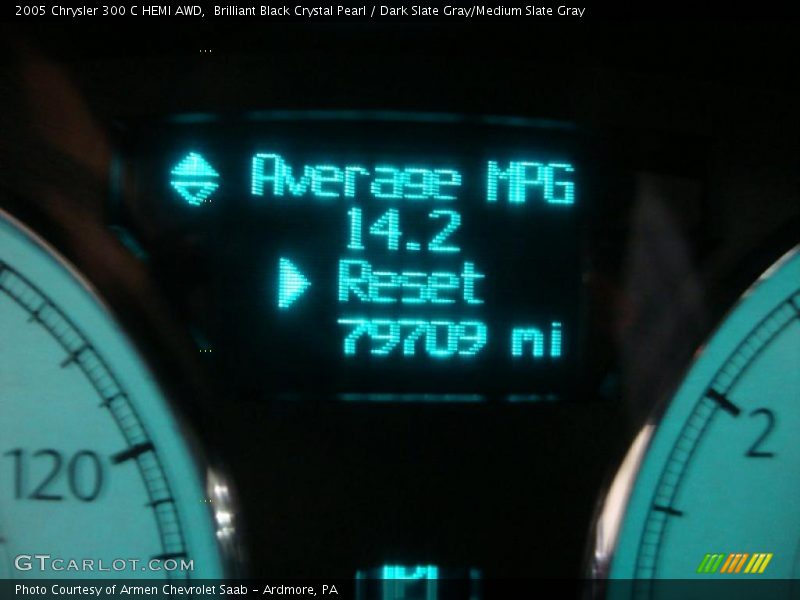 2005 Chrysler 300 C HEMI AWD, Brilliant Black Crystal Pearl / Dark Slate Gray/Medium Slate Gray
Average MPG
14.2
Reset
79709 mi
120
2
GTCARLOT.COM
Photo Courtesy of Armen Chevrolet Saab - Ardmore, PA